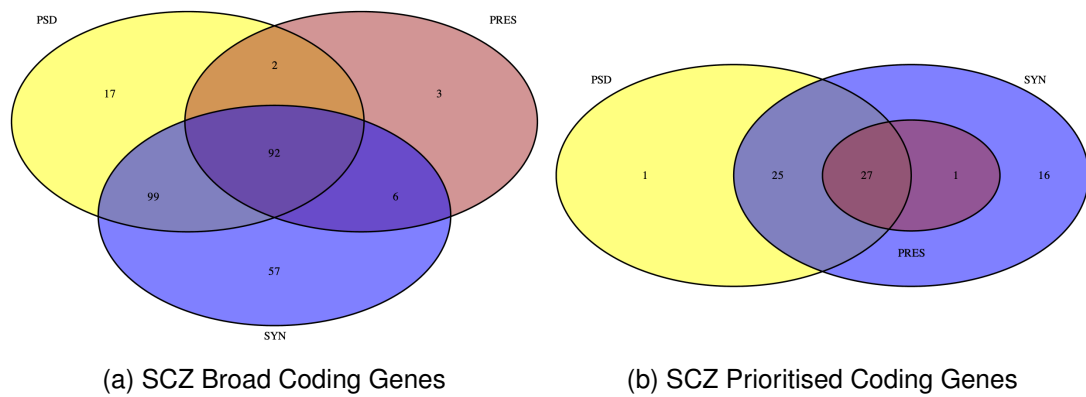 PSD
PRES
2
17
3
92
99
6
57
SYN
PSD
SYN
1
25
27
1
16
PRES
(a) SCZ Broad Coding Genes
(b) SCZ Prioritised Coding Genes